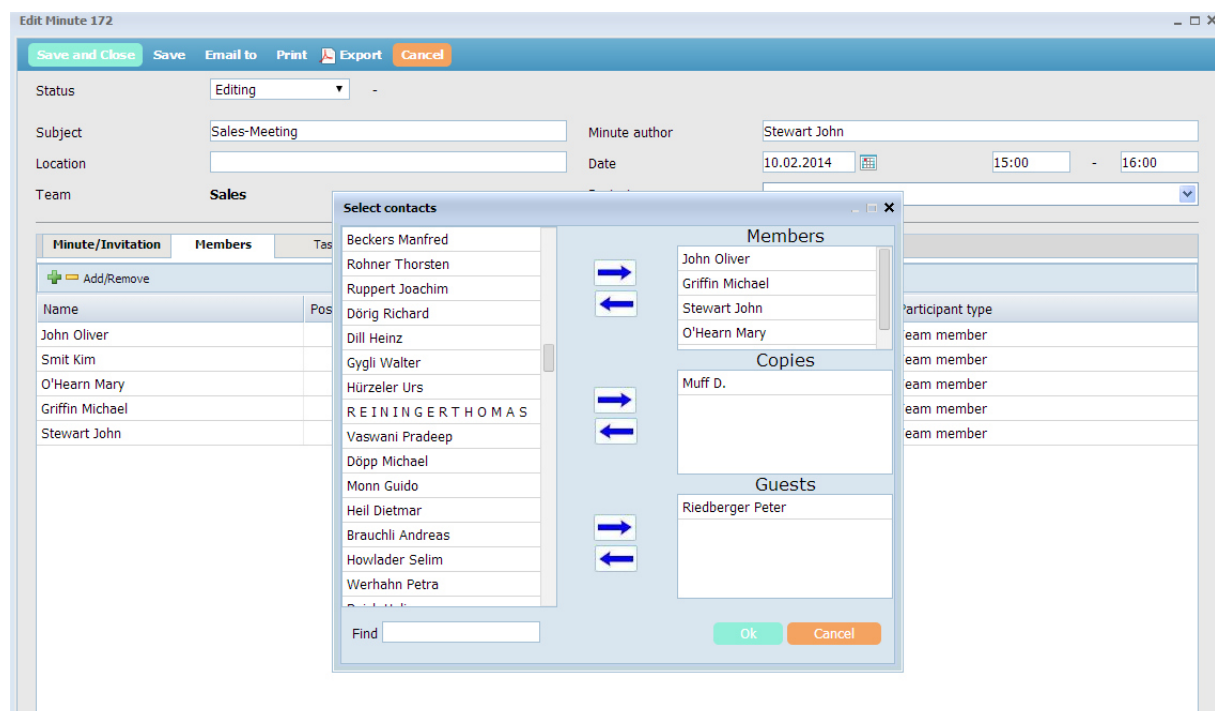 Edit Minute 172
Save and Close Save Email to Print Export Cancel
Status Editing -
Subject Sales-Meeting Minute author Stewart John
Location Date 10.02.2014 15:00 - 16:00
Team Sales
Minute/Invitation Members Tas
Add/Remove
Name Pos Participant type
John Oliver eam member
Smit Kim eam member
O'Hearn Mary eam member
Griffin Michael eam member
Stewart John eam member
Select contacts
Beckers Manfred
Rohner Thorsten
Ruppert Joachim
Dörig Richard
Dill Heinz
Gygli Walter
Hürzeler Urs
R E I N I N G E R T H O M A S
Vaswani Pradeep
Döpp Michael
Monn Guido
Heil Dietmar
Brauchli Andreas
Howlader Selim
Werhahn Petra
Members
John Oliver
Griffin Michael
Stewart John
O'Hearn Mary
Copies
Muff D.
Guests
Riedberger Peter
Find
Ok Cancel